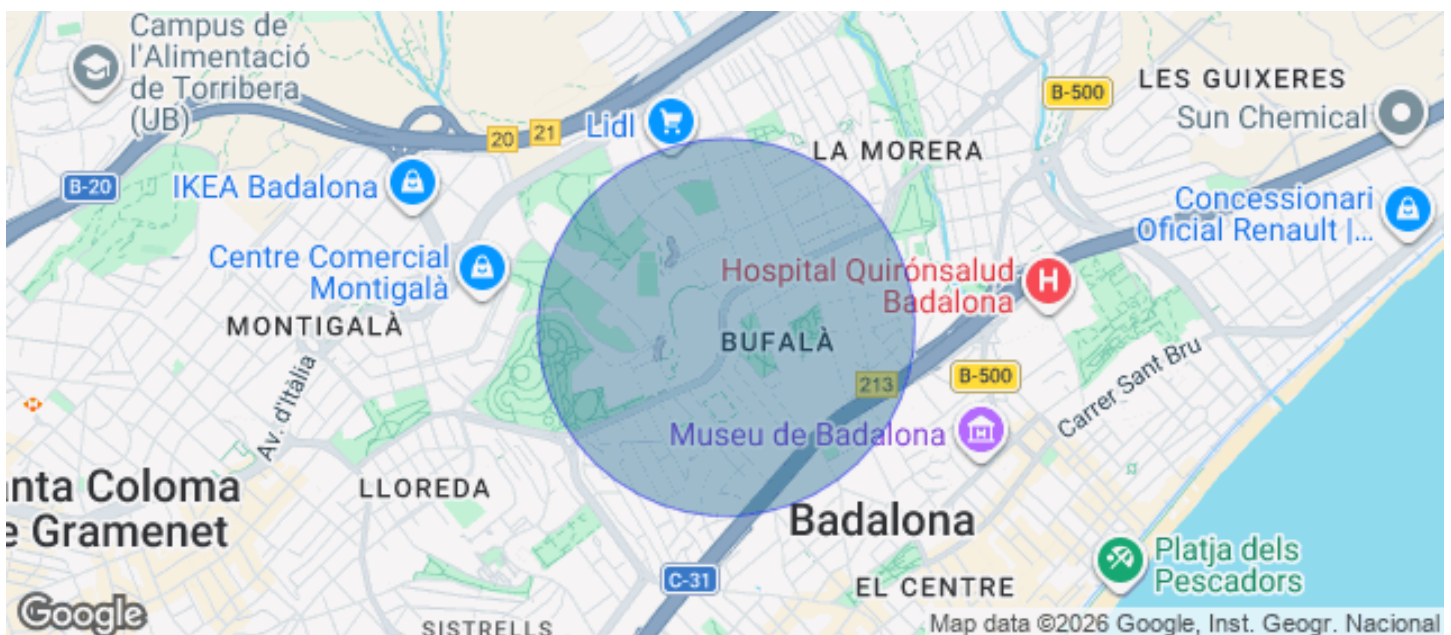 Campus de
l'Alimentació
de Torribera
(UB)
B-20
20
21
Lidl
B-500
LES GUIXERES
Sun Chemical
LA MORERA
IKEA Badalona
Concessionari
Oficial Renault |...
Centre Comercial
Montigalà
Hospital Quirónsalud
Badalona
H
MONTIGALÀ
BUFALÀ
Av. d'Itàlia
213
B-500
Carrer Sant Bru
Museu de Badalona
nta Coloma
e Gramenet
LLOREDA
Badalona
C-31
EL CENTRE
Platja dels
Pescadors
SISTRELLS
Google
Map data ©2026 Google, Inst. Geogr. Nacional